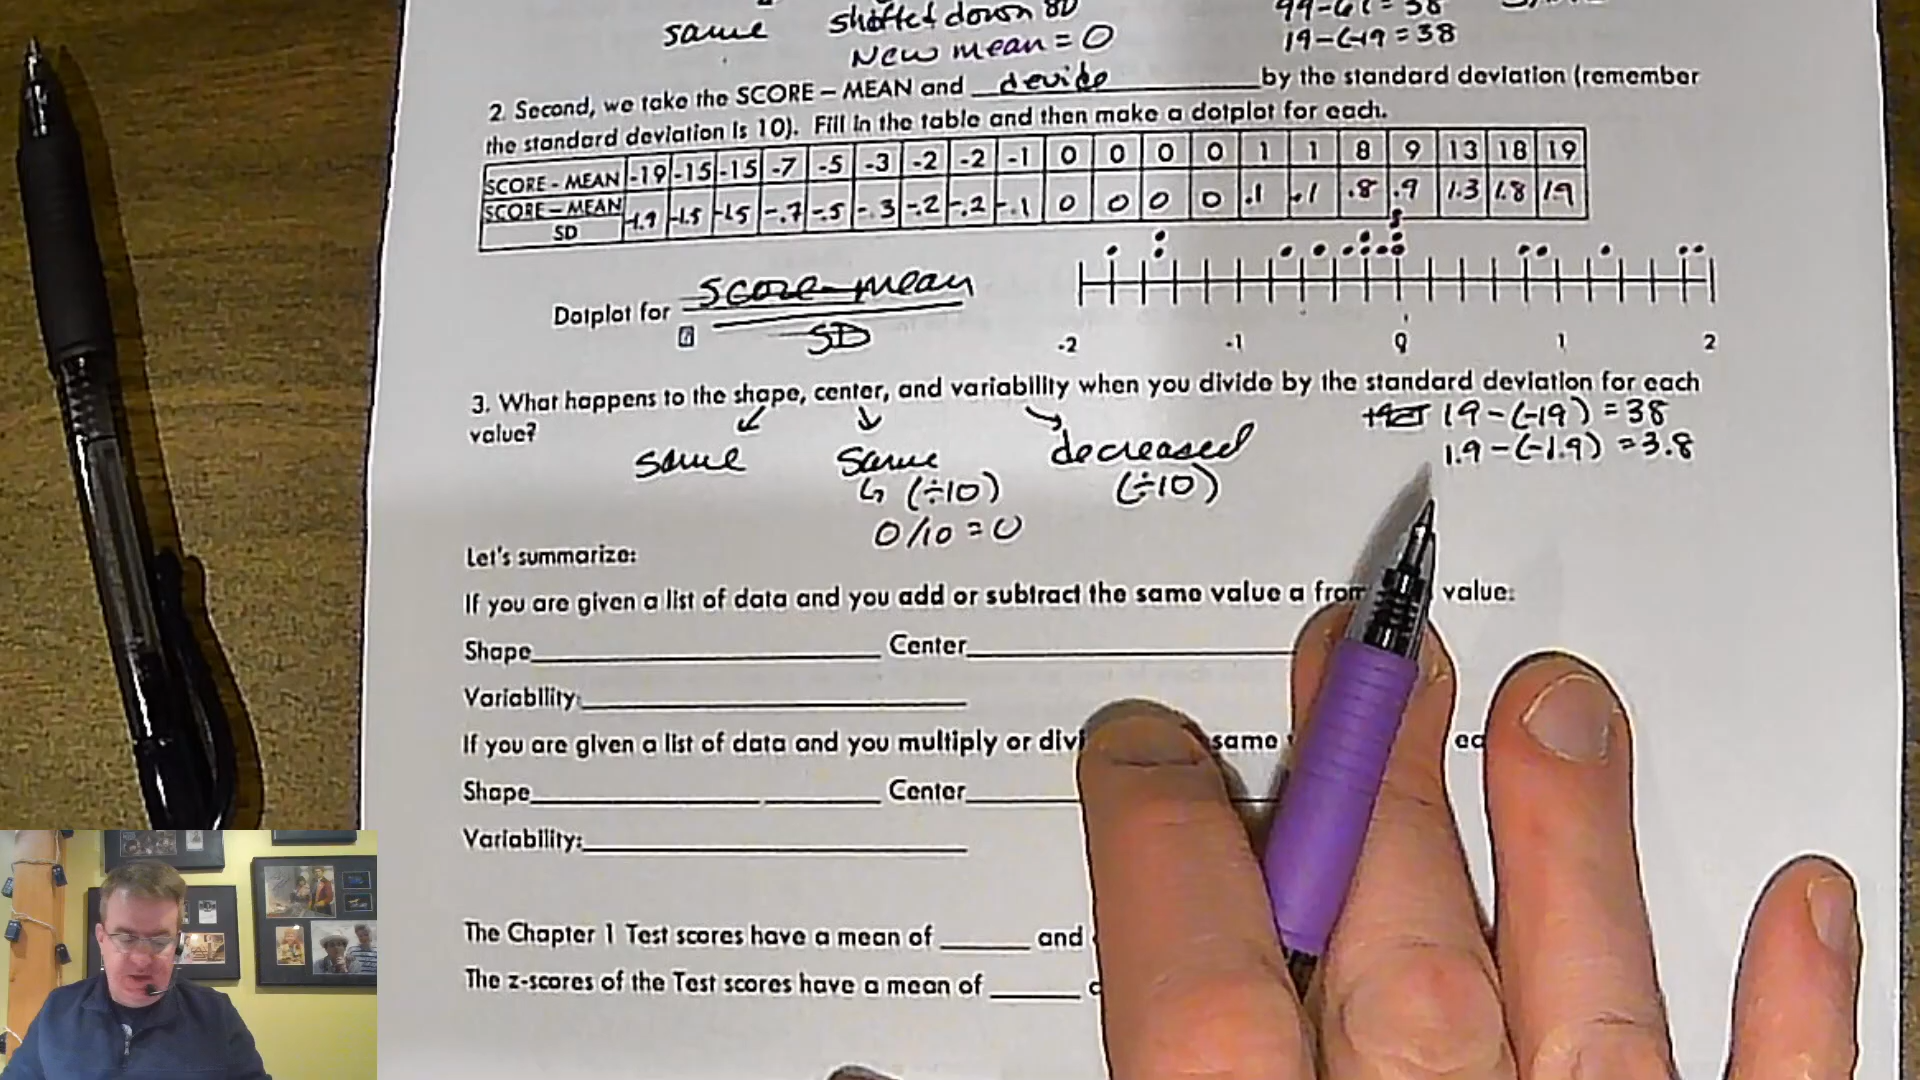 same shifted down 80
New mean = 0
99-61 = 38
19-(-19 = 38
2. Second, we take the SCORE – MEAN and devide by the standard deviation (remember
the standard deviation is 10). Fill in the table and then make a dotplot for each.
SCORE - MEAN -19 -15 -15 -7 -5 -3 -2 -2 -1 0 0 0 0 1 1 8 9 13 18 19
SCORE – MEAN
SD -1.9 -1.5 -1.5 -.7 -.5 -.3 -.2 -.2 -.1 0 0 0 0 .1 .1 .8 .9 1.3 1.8 1.9
Dotplot for score-mean
SD
-2 -1 0 1 2
3. What happens to the shape, center, and variability when you divide by the standard deviation for each
value?
19-(-19) = 38
1.9-(-1.9) = 3.8
same same decreased
↳ (÷10) (÷10)
0/10 = 0
Let's summarize:
If you are given a list of data and you add or subtract the same value a from value:
Shape Center
Variability:
If you are given a list of data and you multiply or div same
Shape Center
Variability:
The Chapter 1 Test scores have a mean of and
The z-scores of the Test scores have a mean of